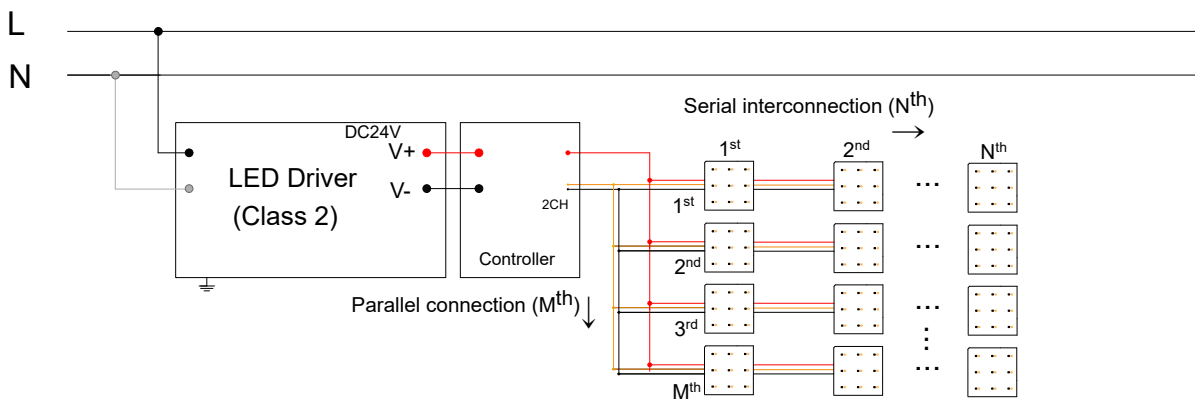 L
N
Serial interconnection (Nth)
DC24V
V+
LED Driver
V-
(Class 2)
2CH
Controller
Parallel connection (Mth)
1st
2nd
Nth
...
1st
...
2nd
...
3rd
...
Mth
...